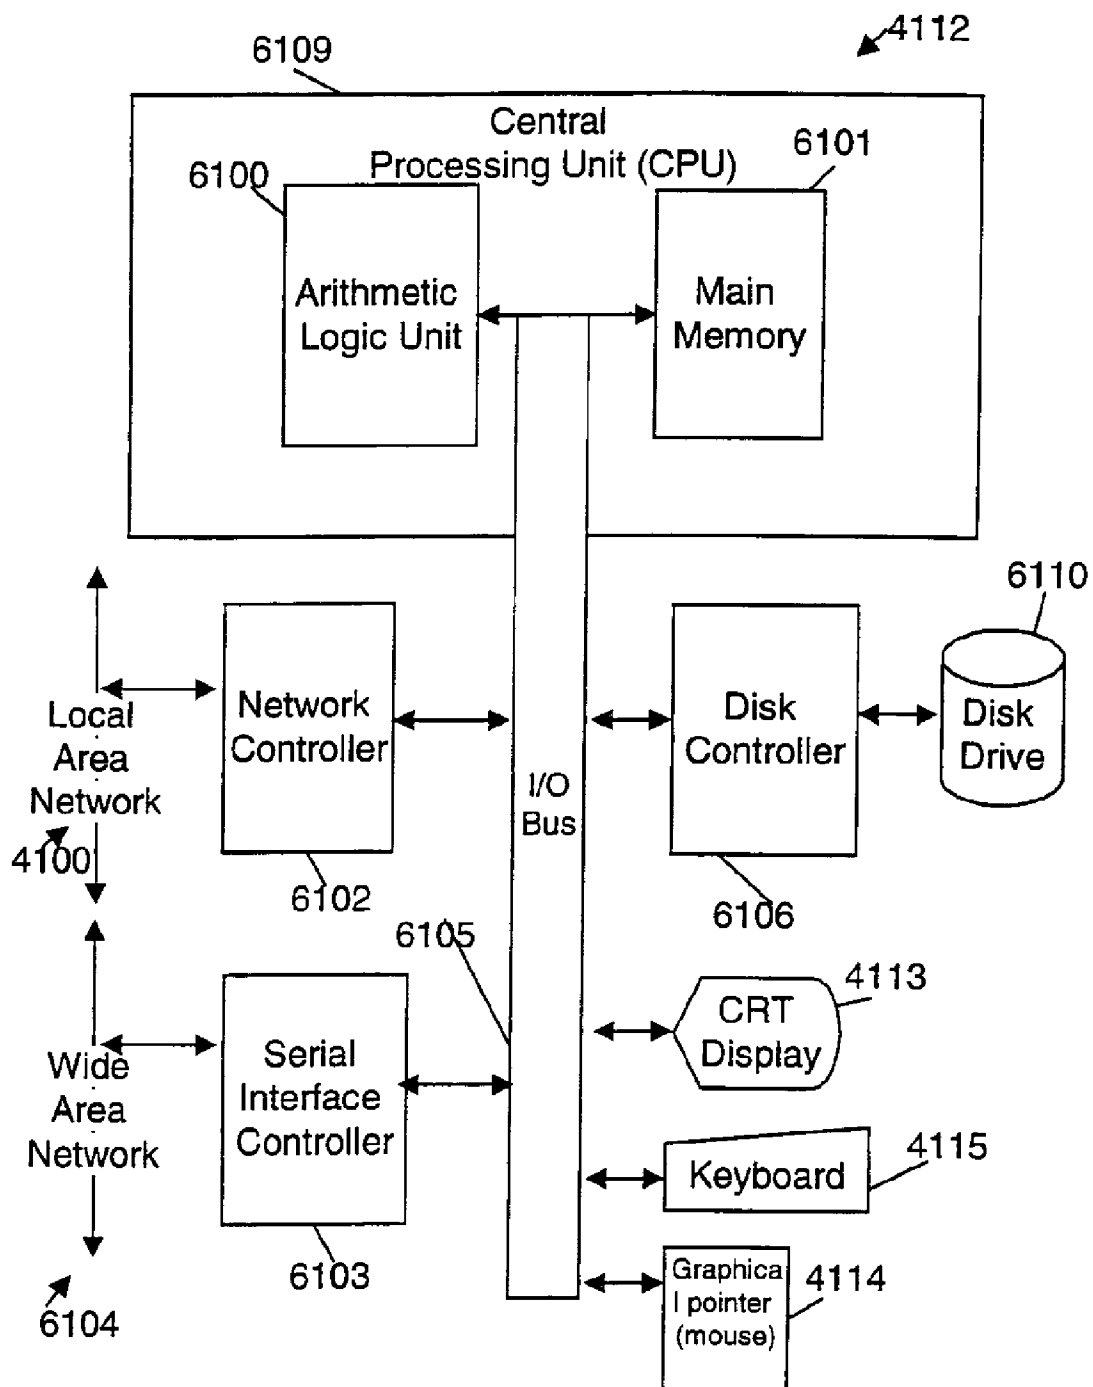 4112
6109
Central
Processing Unit (CPU)
6101
6100
Arithmetic
Logic Unit
Main
Memory
6110
Network
Controller
Disk
Controller
Disk
Drive
Local
Area
Network
4100
I/O
Bus
6102
6106
6105
4113
CRT
Display
Serial
Interface
Controller
Wide
Area
Network
4115
Keyboard
6103
6104
Graphica
l pointer
(mouse)
4114